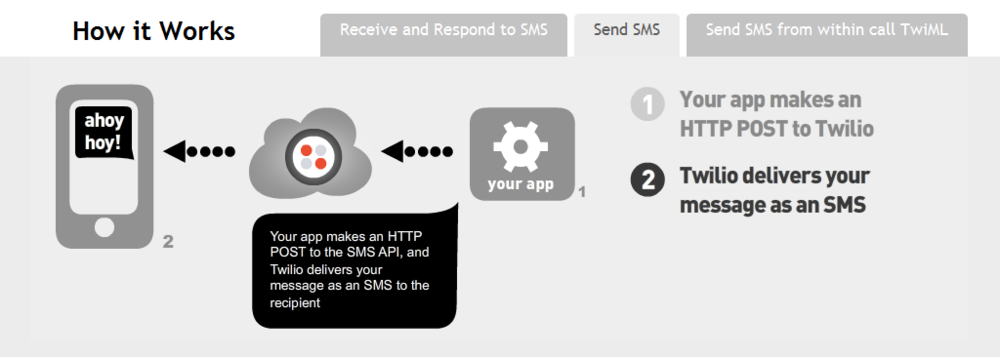 How it Works
Receive and Respond to SMS
Send SMS
Send SMS from within call TwiML
ahoy
hoy!
2
your app
1
Your app makes an HTTP
POST to the SMS API, and
Twilio delivers your
message as an SMS to the
recipient
1 Your app makes an
HTTP POST to Twilio
2 Twilio delivers your
message as an SMS